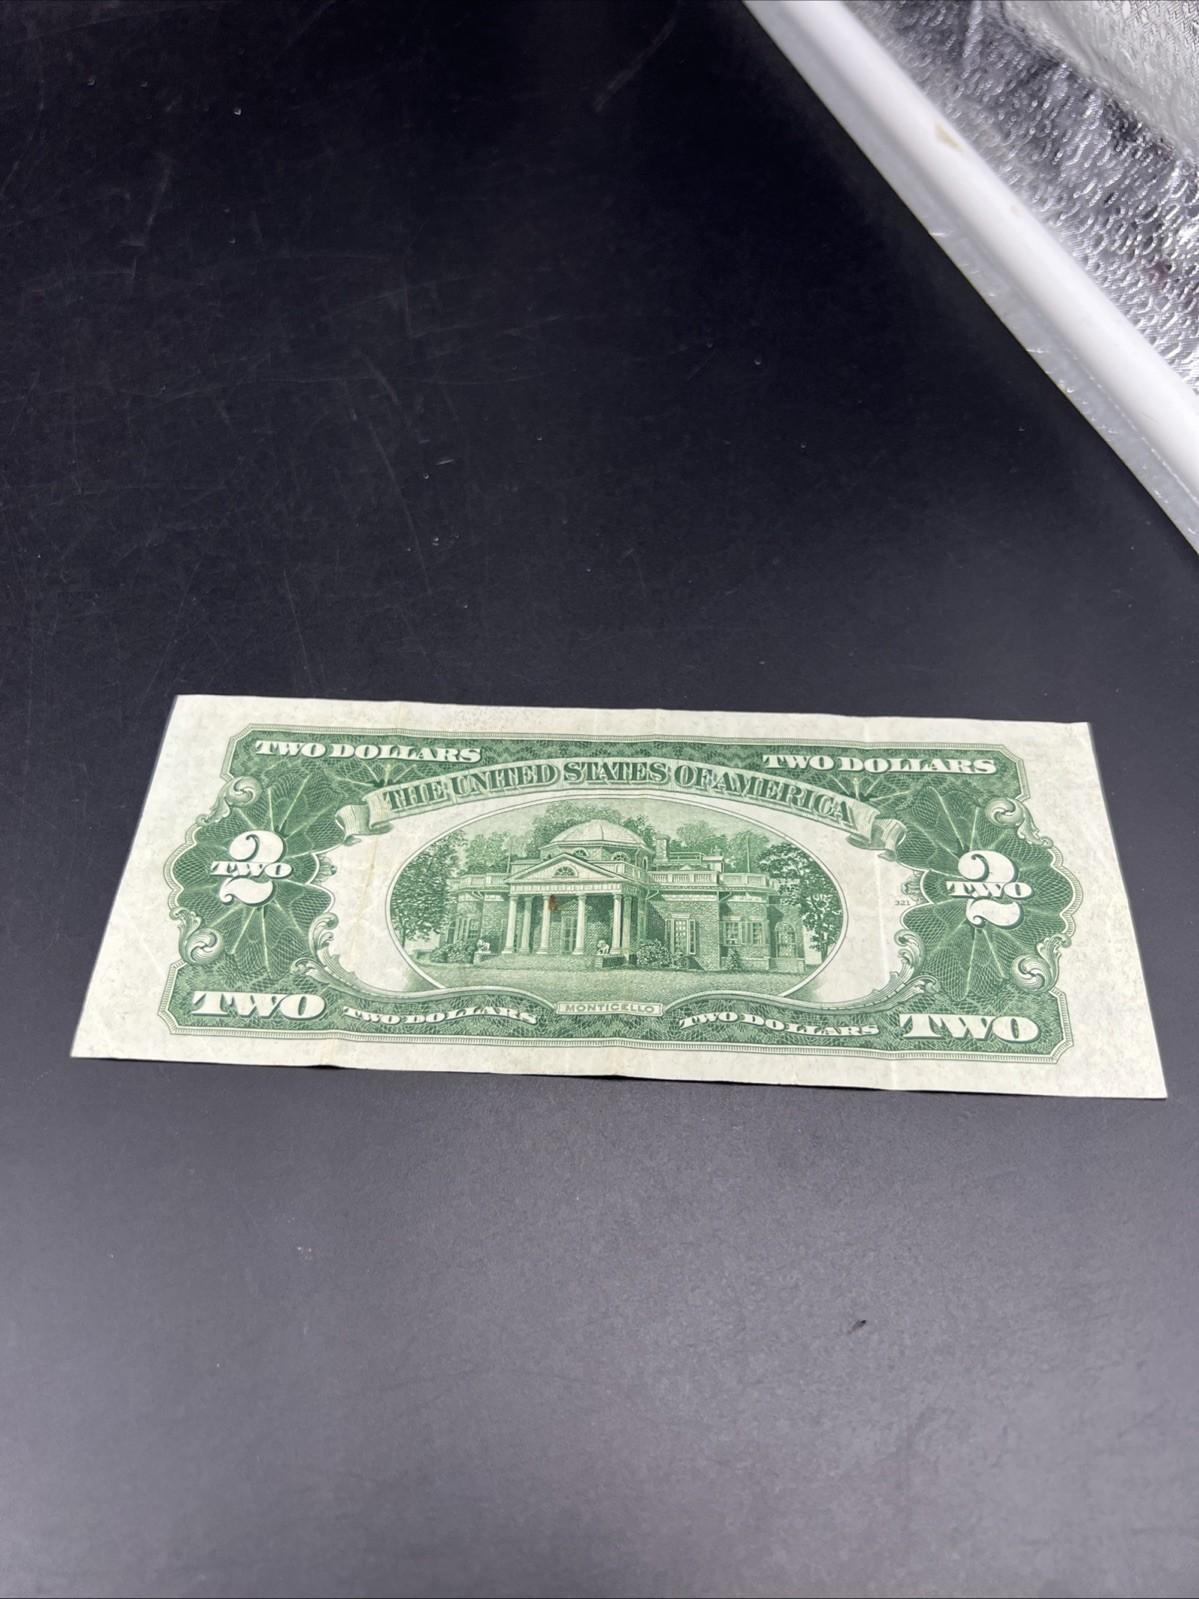 TWO DOLLARS TWO DOLLARS
THE UNITED STATES OF AMERICA
2 2
TWO TWO
321
TWO TWO DOLLARS MONTICELLO TWO DOLLARS TWO